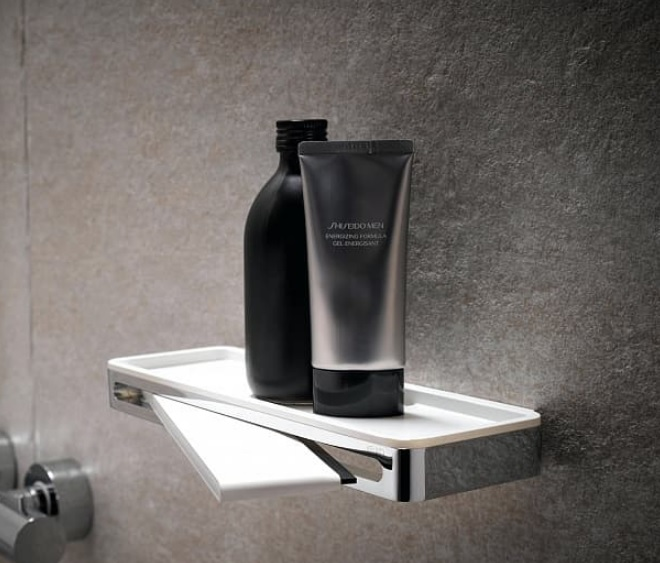 SHISEIDO MEN
ENERGIZING FORMULA
GEL ENERGISANT